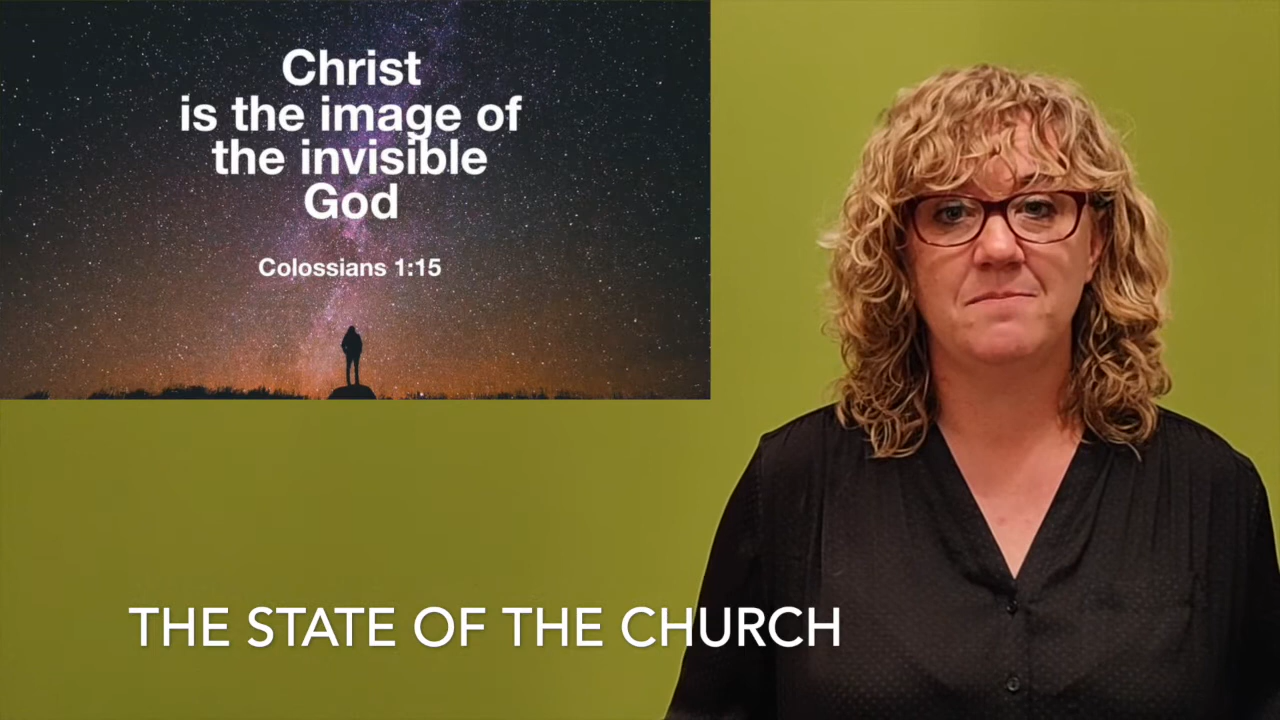 Christ
is the image of
the invisible
God
Colossians 1:15
THE STATE OF THE CHURCH